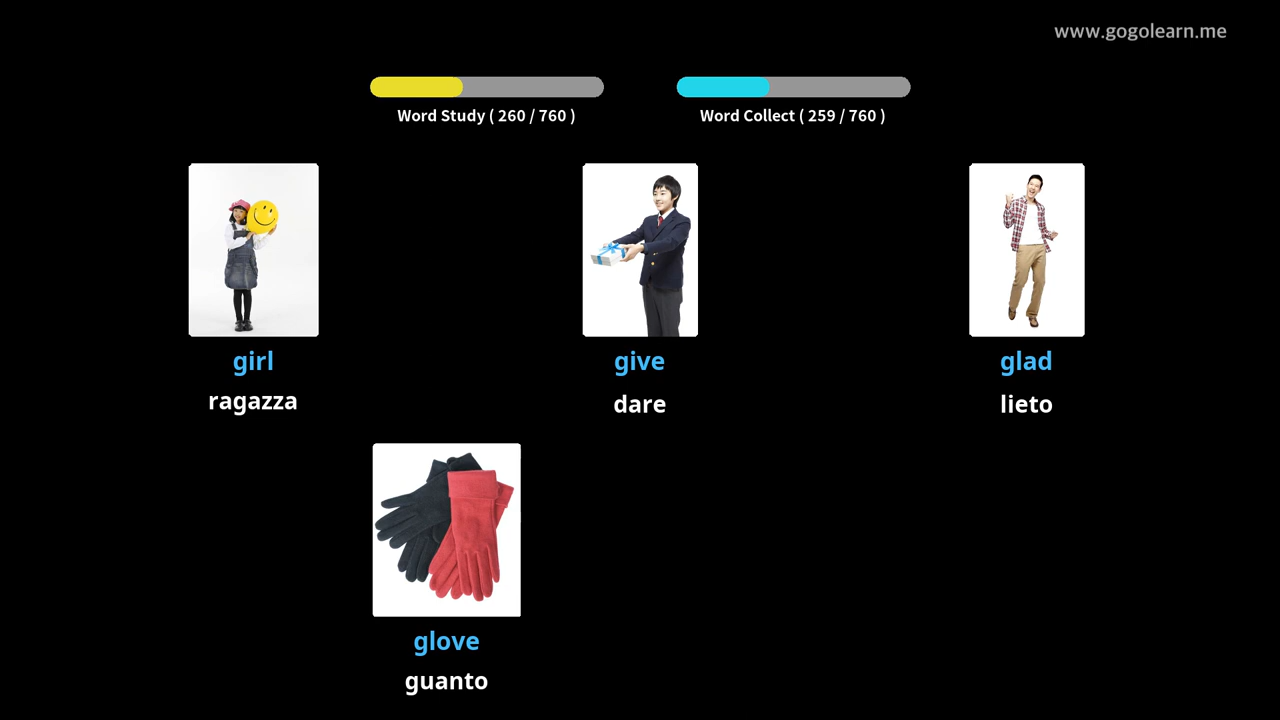 www.gogolearn.me
Word Study ( 260 / 760 )
Word Collect ( 259 / 760 )
girl
ragazza
give
dare
glad
lieto
glove
guanto